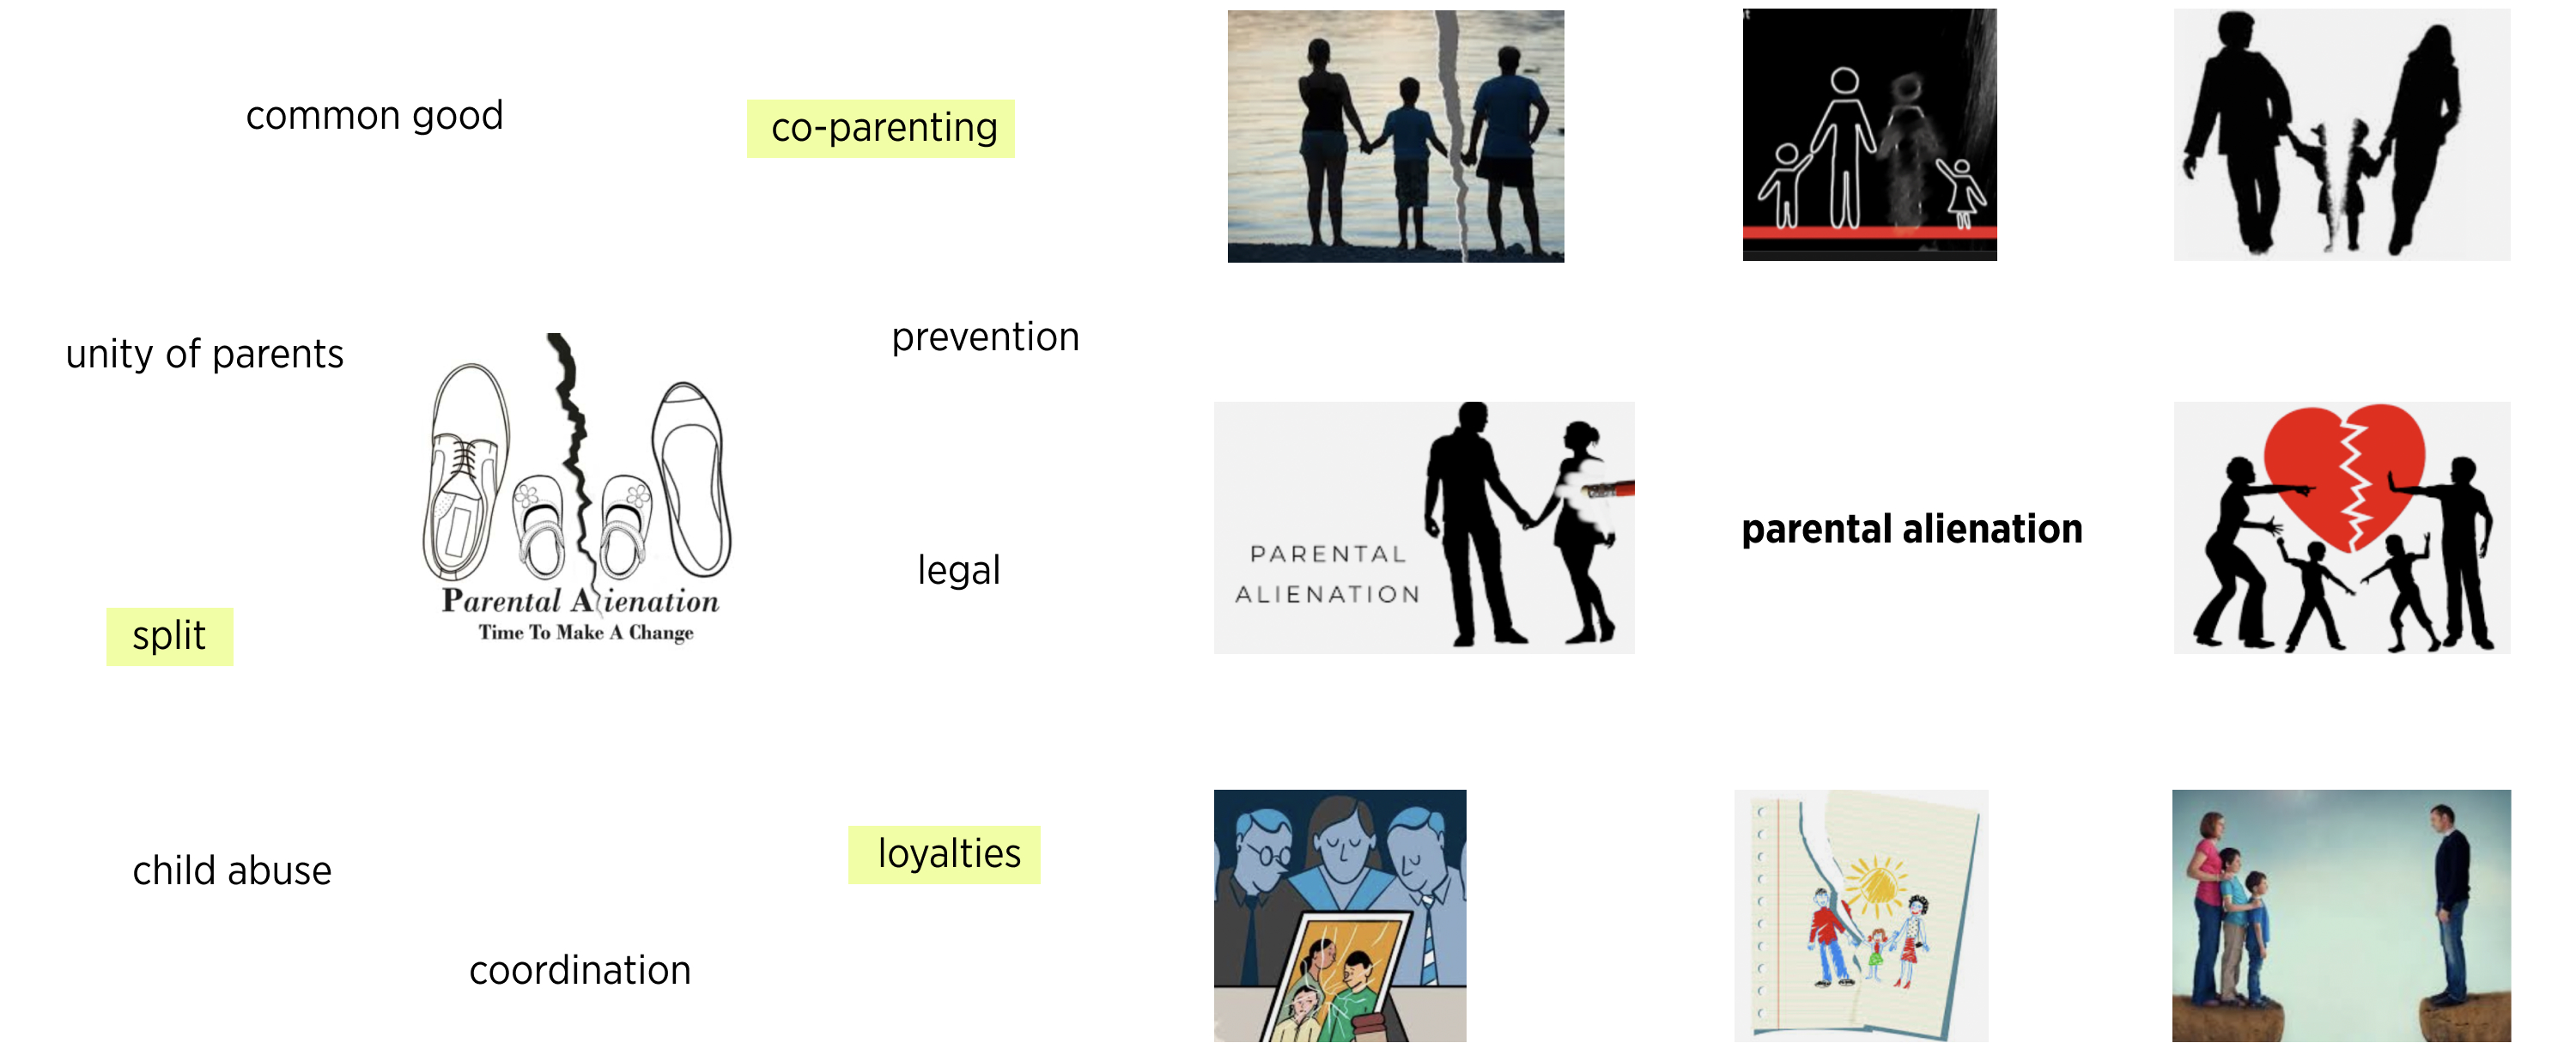 common good
co-parenting
unity of parents
prevention
Parental Alienation
Time To Make A Change
legal
split
child abuse
loyalties
coordination
PARENTAL
ALIENATION
parental alienation